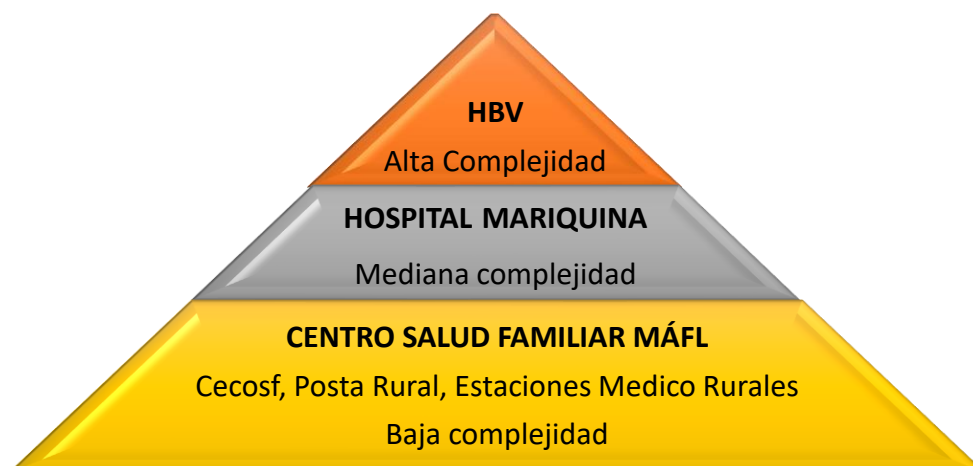 HBV
Alta Complejidad
HOSPITAL MARIQUINA
Mediana complejidad
CENTRO SALUD FAMILIAR MÁFL
Cecosf, Posta Rural, Estaciones Medico Rurales
Baja complejidad